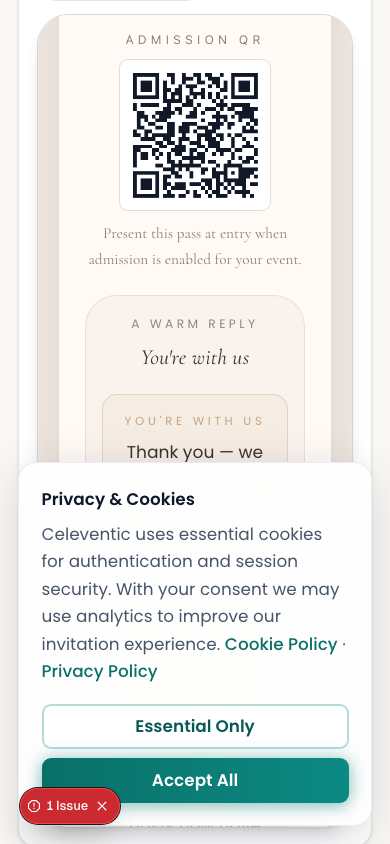 ADMISSION QR
Present this pass at entry when
admission is enabled for your event.
A WARM REPLY
You're with us
YOU'RE WITH US
Thank you — we
Privacy & Cookies
Celeventic uses essential cookies
for authentication and session
security. With your consent we may
use analytics to improve our
invitation experience. Cookie Policy ·
Privacy Policy
Essential Only
Accept All
1 Issue